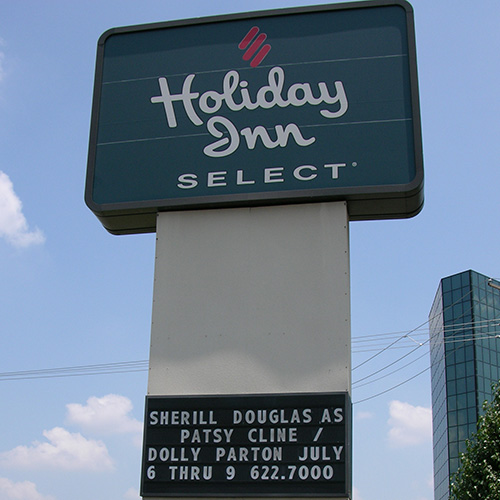 Holiday
Inn
SELECT
SHERILL DOUGLAS AS
PATSY CLINE /
DOLLY PARTON JULY
6 THRU 9 622.7000